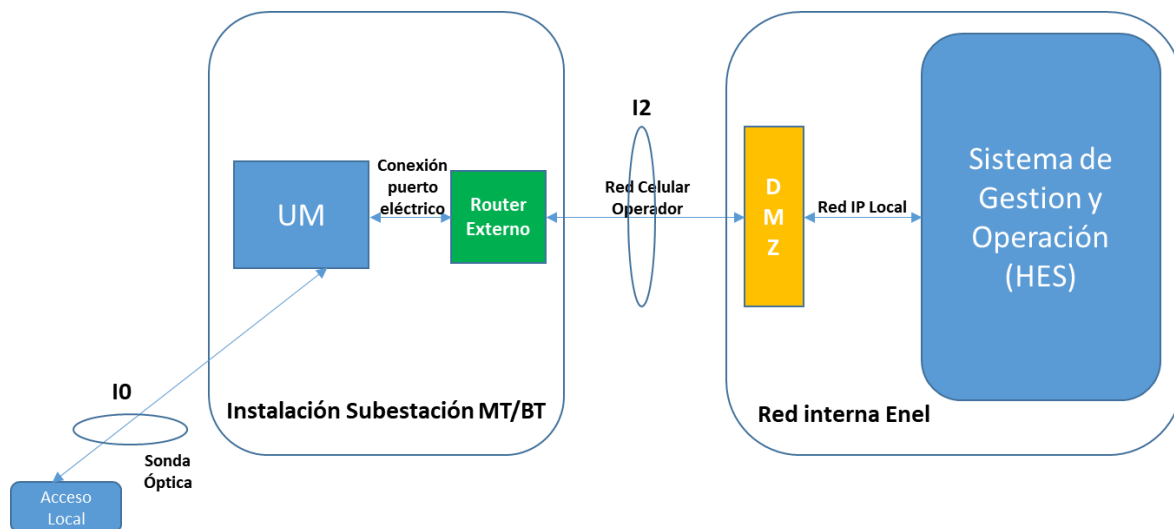 I2
Conexión
puerto
eléctrico
UM
Router
Externo
Red Celular
Operador
D
M
Z
Red IP Local
Sistema de
Gestion y
Operación
(HES)
I0
Instalación Subestación MT/BT
Red interna Enel
Sonda
Óptica
Acceso
Local